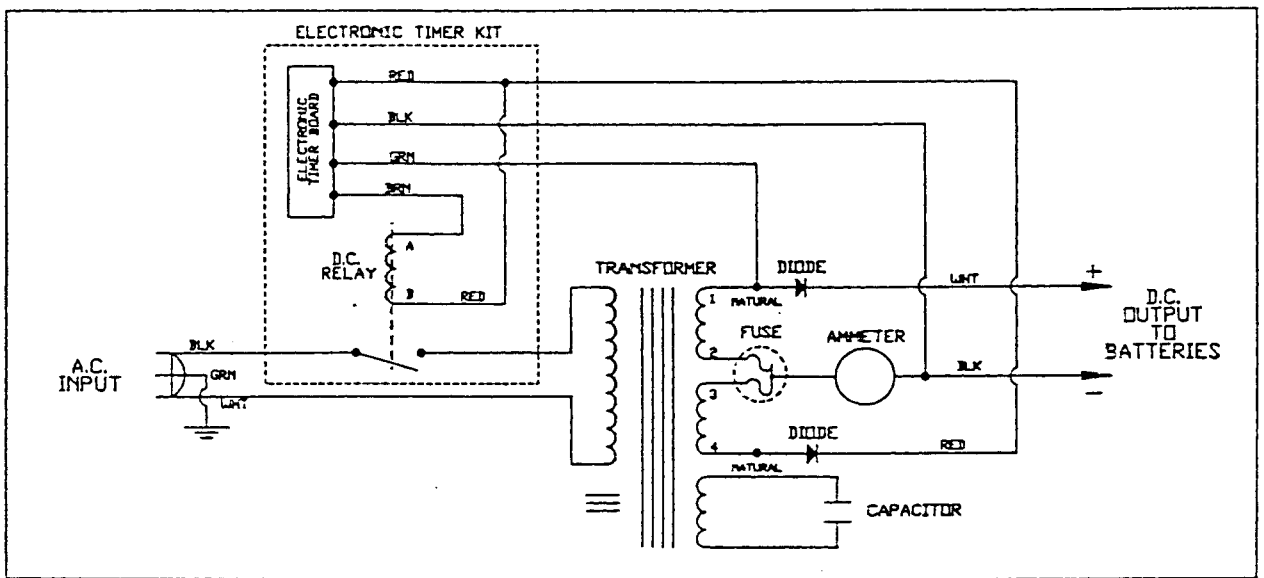 ELECTRONIC TIMER KIT
ELECTRONIC
TIMER BOARD
RED
BLK
GRN
BRN
A
D.C.
RELAY
B
RED
TRANSFORMER
DIODE
WHT
+
1
NATURAL
D.C.
OUTPUT
TO
BATTERIES
FUSE
AMMETER
BLK
2
A.C.
INPUT
GRN
BLK
−
WHT
3
DIODE
RED
4
NATURAL
CAPACITOR